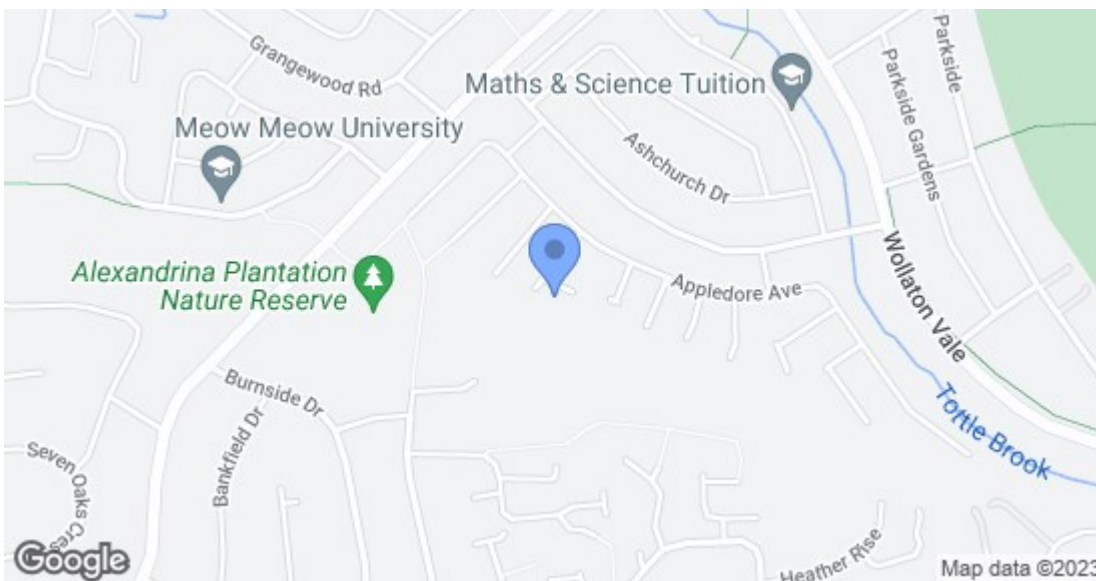 Grangewood Rd
Maths & Science Tuition
Parkside
Parkside Gardens
Meow Meow University
Ashchurch Dr
Alexandrina Plantation
Nature Reserve
Appledore Ave
Wollaton Vale
Burnside Dr
Bankfield Dr
Tottle Brook
Seven Oaks Cres
Heather Rise
Google
Map data ©2023